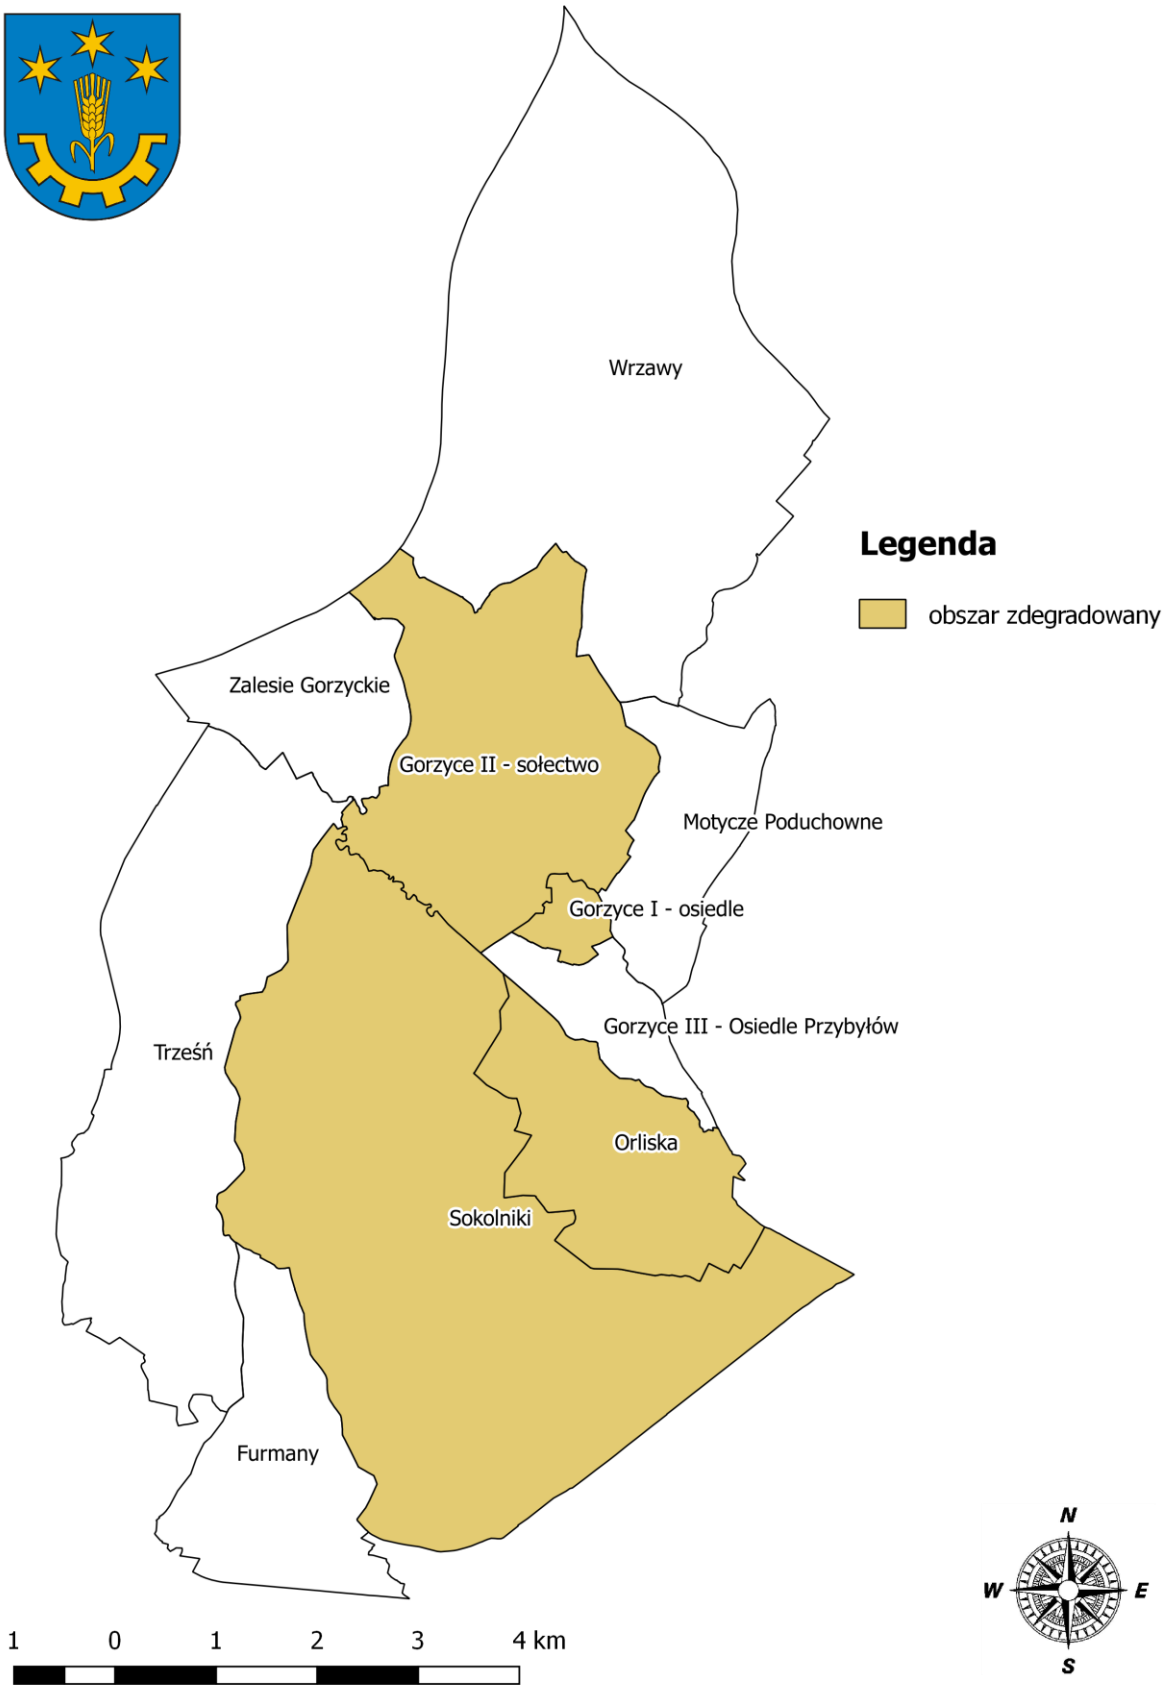 Wrzawy
Legenda
obszar zdegradowany
Zalesie Gorzyckie
Gorzyce II - sołectwo
Motycze Poduchowne
Gorzyce I - osiedle
Gorzyce III - Osiedle Przybyłów
Trześń
Orliska
Sokolniki
Furmany
N
W E
S
1 0 1 2 3 4 km